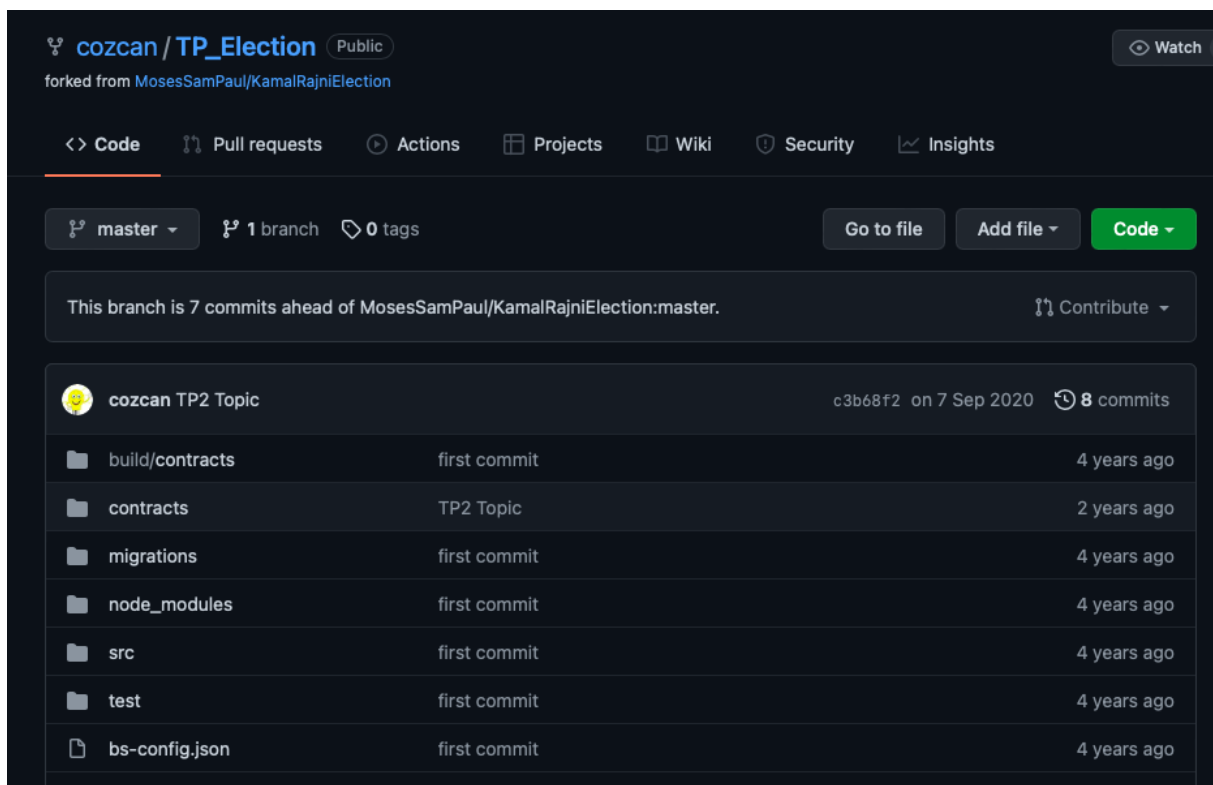 cozcan / TP_Election Public
Watch
forked from MosesSamPaul/KamalRajniElection
<> Code Pull requests Actions Projects Wiki Security Insights
master 1 branch 0 tags Go to file Add file Code
This branch is 7 commits ahead of MosesSamPaul/KamalRajniElection:master. Contribute
cozcan TP2 Topic c3b68f2 on 7 Sep 2020 8 commits
build/contracts first commit 4 years ago
contracts TP2 Topic 2 years ago
migrations first commit 4 years ago
node_modules first commit 4 years ago
src first commit 4 years ago
test first commit 4 years ago
bs-config.json first commit 4 years ago